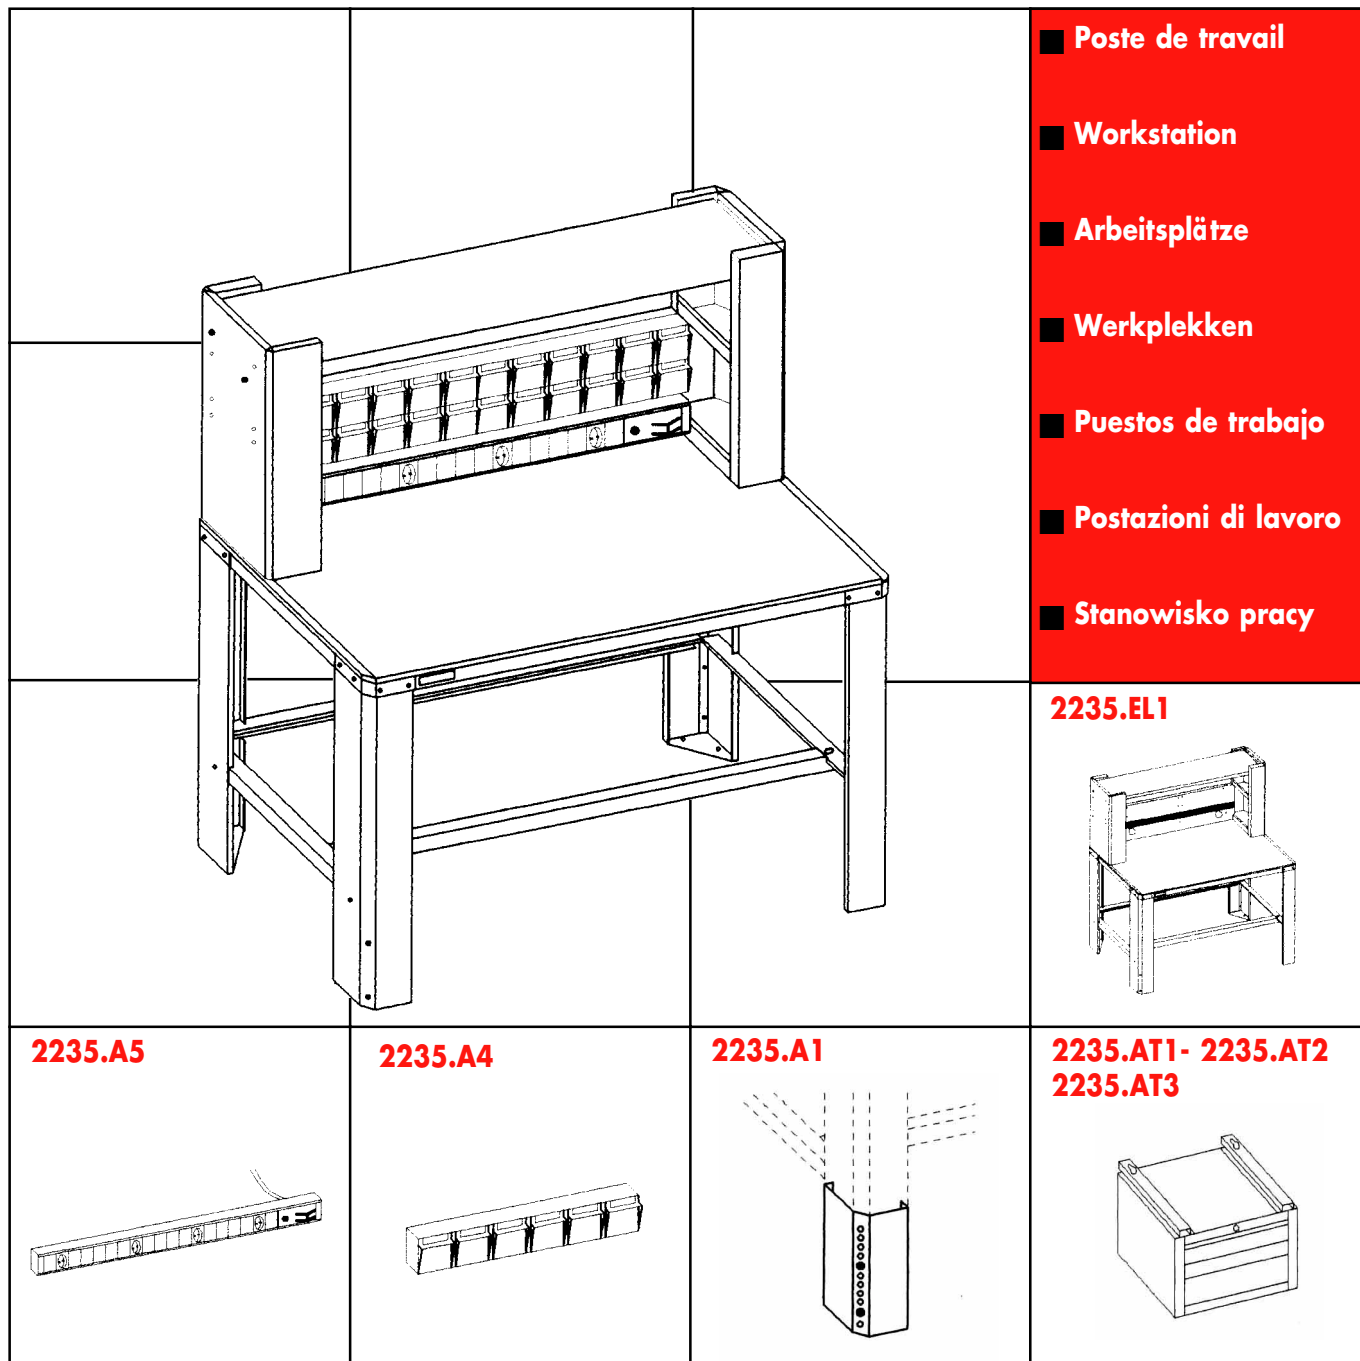 Poste de travail
Workstation
Arbeitsplätze
Werkplekken
Puestos de trabajo
Postazioni di lavoro
Stanowisko pracy
2235.EL1
2235.A5
2235.A4
2235.A1
2235.AT1- 2235.AT2
2235.AT3